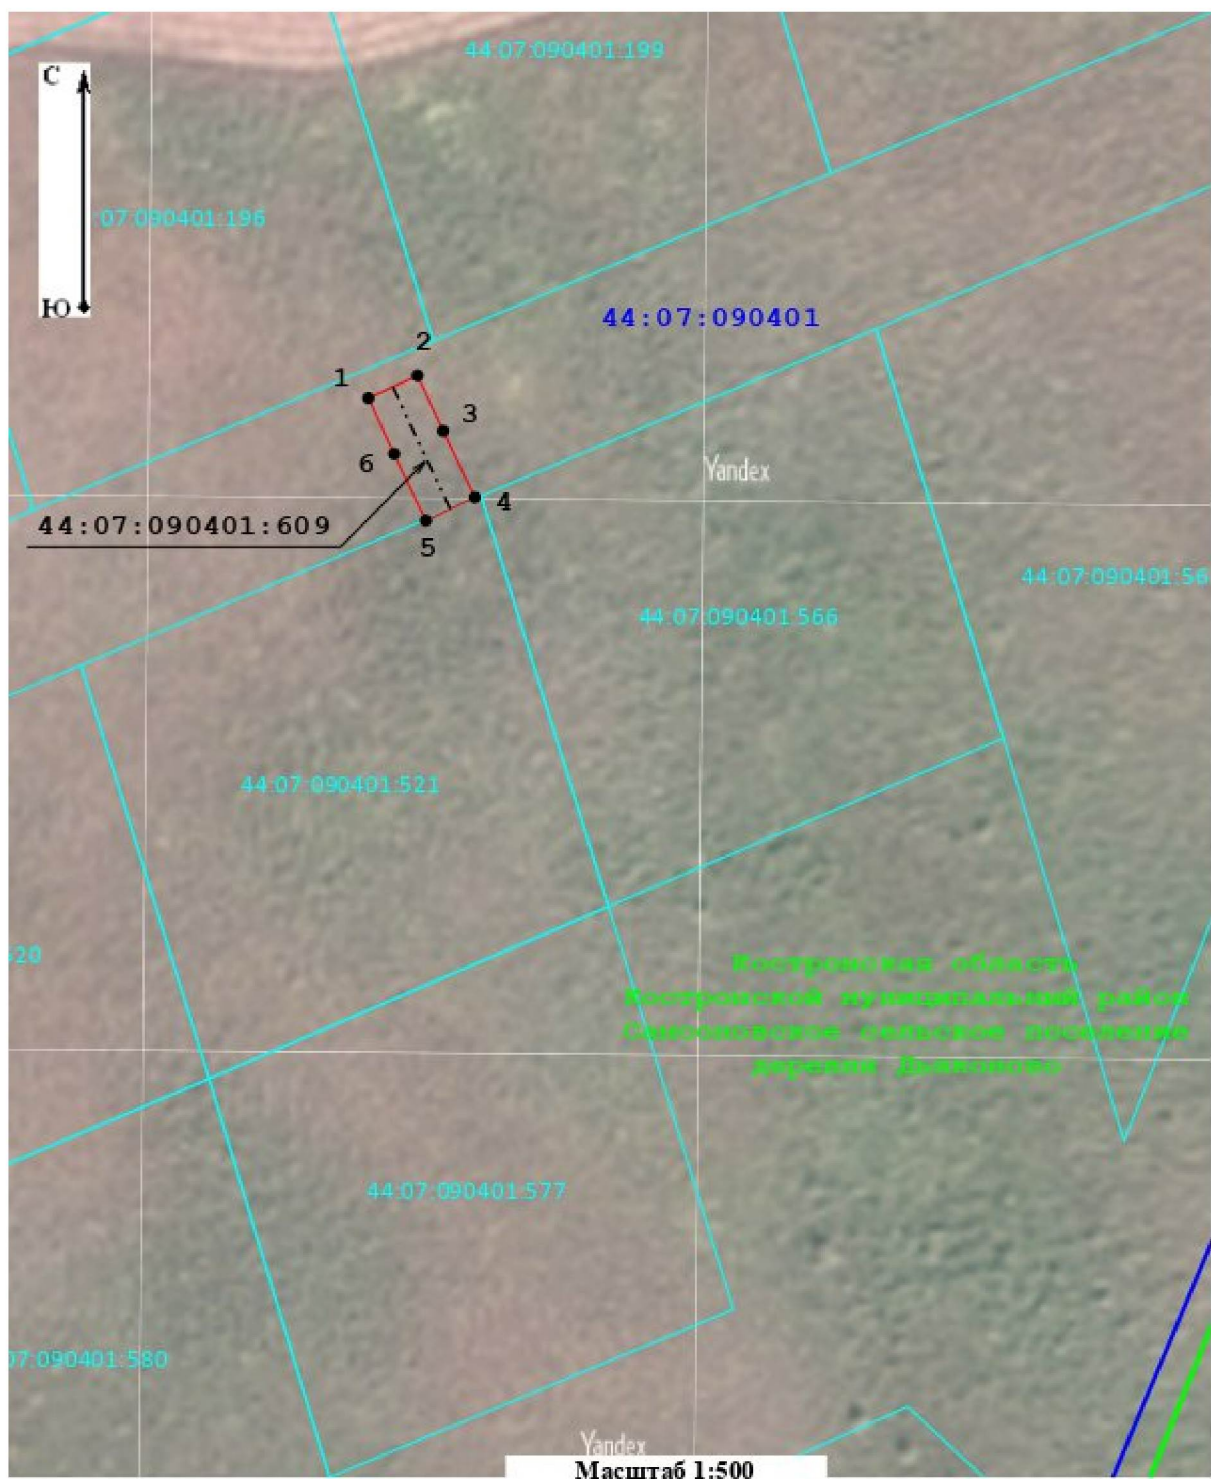 44:07:090401:199
С
:07:090401:196
Ю
44:07:090401
2
1
3
6
Yandex
4
44:07:090401:609
5
44:07:090401:56
44:07:090401:566
44:07:090401:521
:20
Костромская область
Костромской муниципальный район
Самсоновское сельское поселение
деревня Дьяконово
44:07:090401:577
07:090401:580
Yandex
Масштаб 1:500